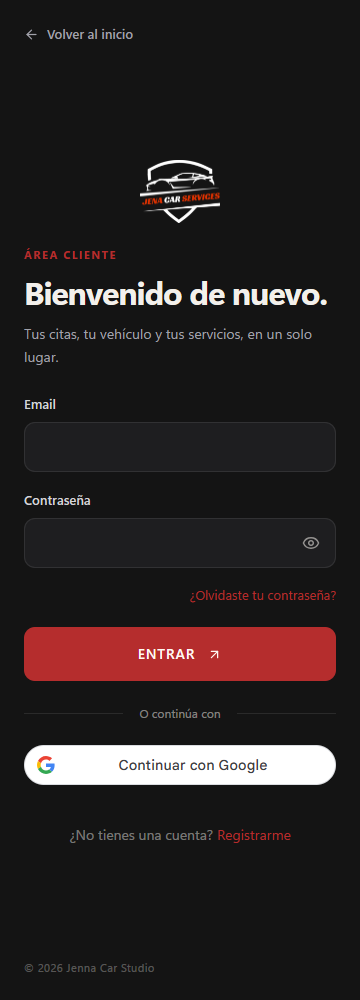 Volver al inicio
JENA CAR SERVICES
ÁREA CLIENTE
Bienvenido de nuevo.
Tus citas, tu vehículo y tus servicios, en un solo
lugar.
Email
Contraseña
¿Olvidaste tu contraseña?
ENTRAR
O continúa con
Continuar con Google
¿No tienes una cuenta? Registrarme
© 2026 Jenna Car Studio